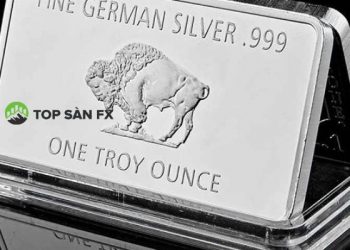 FINE GERMAN SILVER .999
TOP SÀN FX
ONE TROY OUNCE